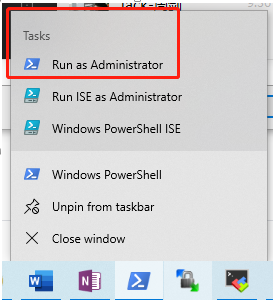 Tasks
Run as Administrator
Run ISE as Administrator
Windows PowerShell ISE
Windows PowerShell
Unpin from taskbar
Close window